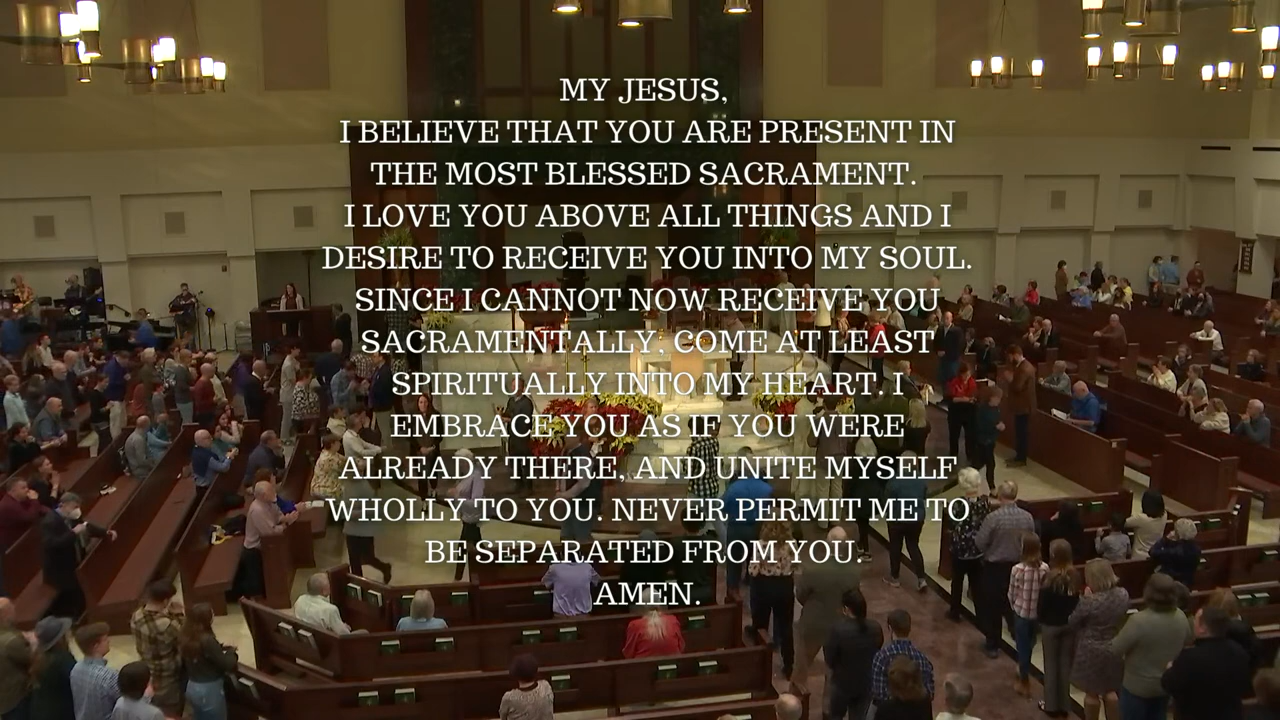 MY JESUS,
I BELIEVE THAT YOU ARE PRESENT IN
THE MOST BLESSED SACRAMENT.
I LOVE YOU ABOVE ALL THINGS AND I
DESIRE TO RECEIVE YOU INTO MY SOUL.
SINCE I CANNOT NOW RECEIVE YOU
SACRAMENTALLY, COME AT LEAST
SPIRITUALLY INTO MY HEART. I
EMBRACE YOU AS IF YOU WERE
ALREADY THERE, AND UNITE MYSELF
WHOLLY TO YOU. NEVER PERMIT ME TO
BE SEPARATED FROM YOU.
AMEN.